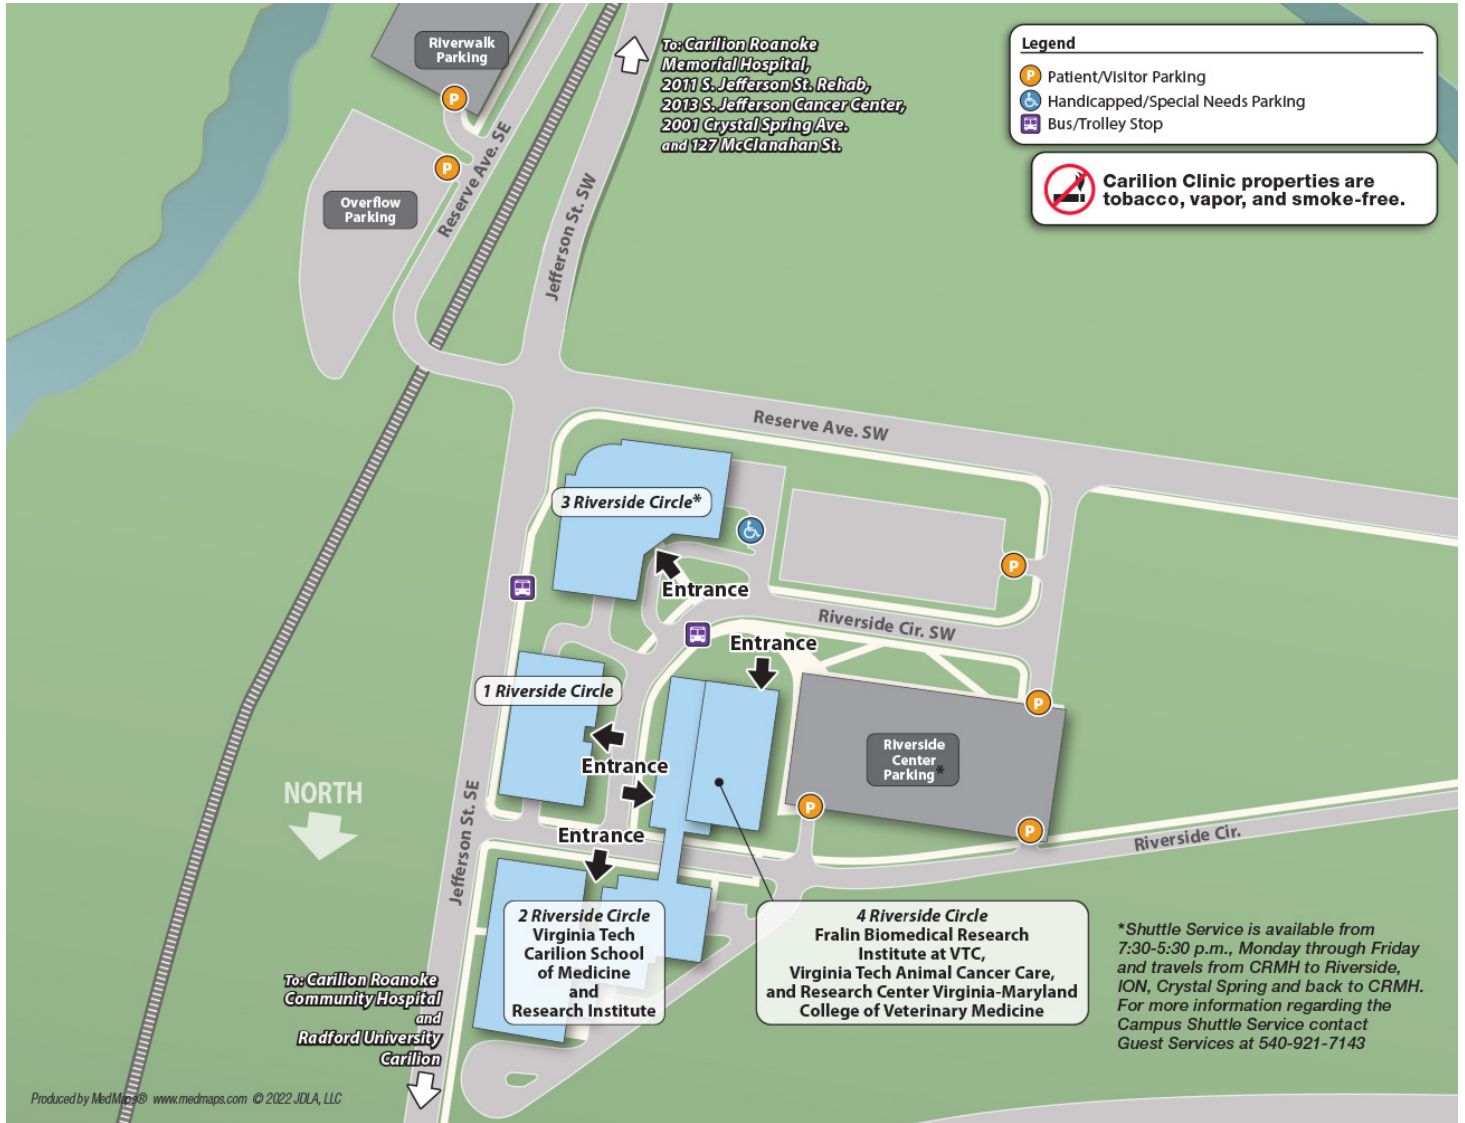 Riverwalk
Parking
P
P
Overflow
Parking
Reserve Ave. SE
Jefferson St. SW
To: Carilion Roanoke
Memorial Hospital,
2011 S. Jefferson St. Rehab,
2013 S. Jefferson Cancer Center,
2001 Crystal Spring Ave.
and 127 McClanahan St.
Legend
P Patient/Visitor Parking
Handicapped/Special Needs Parking
Bus/Trolley Stop
Carilion Clinic properties are
tobacco, vapor, and smoke-free.
Reserve Ave. SW
3 Riverside Circle*
P
Entrance
Riverside Cir. SW
Entrance
1 Riverside Circle
P
Riverside
Center
Parking*
Entrance
NORTH
Jefferson St. SE
P
P
Entrance
Riverside Cir.
2 Riverside Circle
Virginia Tech
Carilion School
of Medicine
and
Research Institute
4 Riverside Circle
Fralin Biomedical Research
Institute at VTC,
Virginia Tech Animal Cancer Care,
and Research Center Virginia-Maryland
College of Veterinary Medicine
*Shuttle Service is available from
7:30-5:30 p.m., Monday through Friday
and travels from CRMH to Riverside,
ION, Crystal Spring and back to CRMH.
For more information regarding the
Campus Shuttle Service contact
Guest Services at 540-921-7143
To: Carilion Roanoke
Community Hospital
and
Radford University
Carilion
Produced by MedMaps® www.medmaps.com © 2022 JDLA, LLC